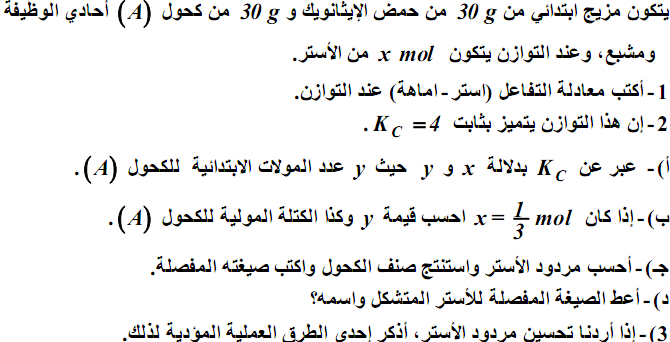 يتكون مزيج ابتدائي من 30 g من حمض الإيثانويك و 30 g من كحول (A) أحادي الوظيفة
ومشبع، وعند التوازن يتكون x mol من الأستر.
1- أكتب معادلة التفاعل (استر - اماهة) عند التوازن.
2- إن هذا التوازن يتميز بثابت K_C = 4 .
أ)- عبر عن K_C بدلالة x و y حيث y عدد المولات الابتدائية للكحول (A).
ب)- إذا كان x = 1/3 mol احسب قيمة y وكذا الكتلة المولية للكحول (A).
جـ)- أحسب مردود الأستر واستنتج صنف الكحول واكتب صيغته المفصلة.
د)- أعط الصيغة المفصلة للأستر المتشكل واسمه؟
3)- إذا أردنا تحسين مردود الأستر، أذكر إحدى الطرق العملية المؤدية لذلك.